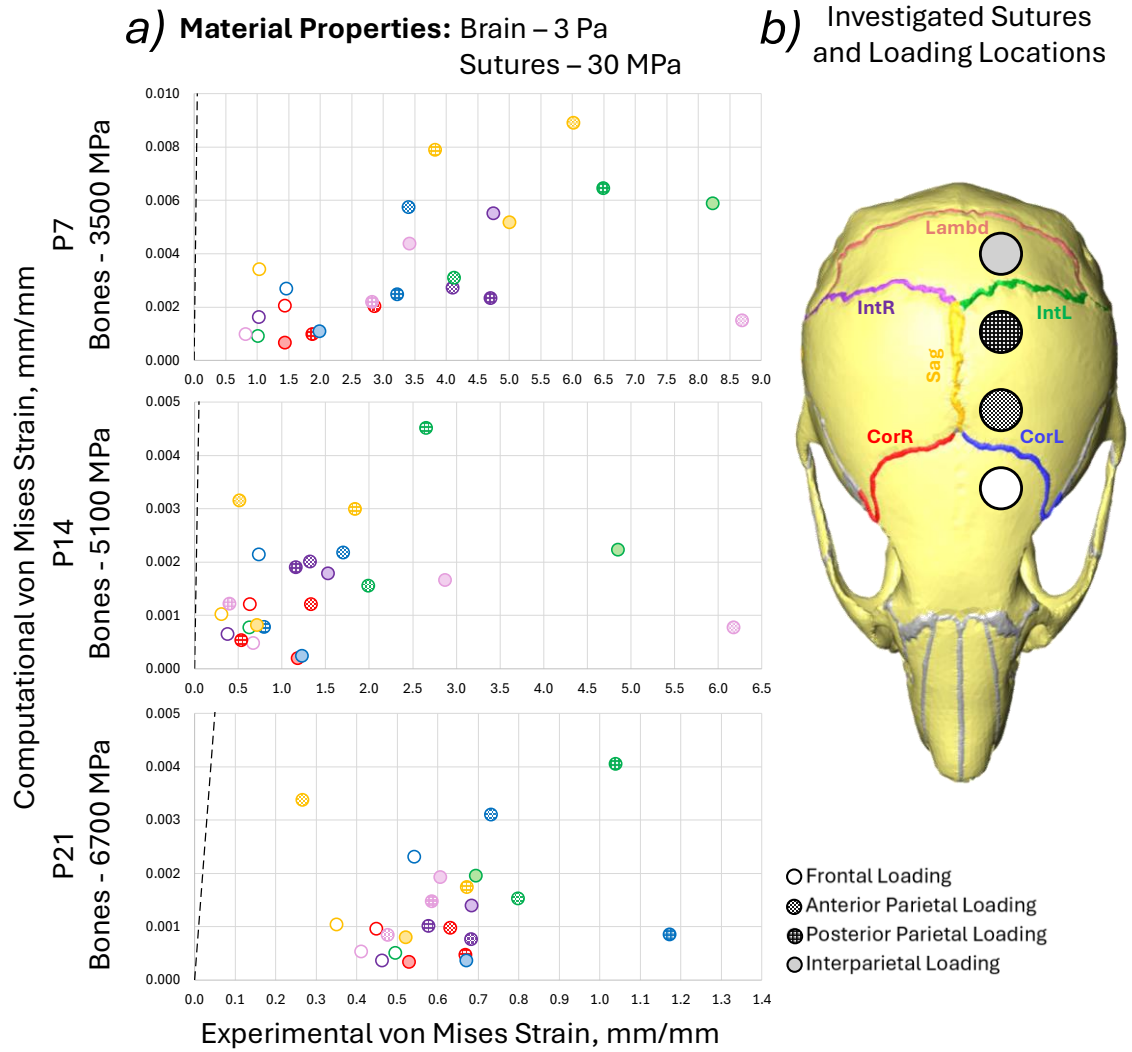 a) Material Properties: Brain – 3 Pa
Sutures – 30 MPa
b) Investigated Sutures
and Loading Locations
Computational von Mises Strain, mm/mm
P7
Bones - 3500 MPa
0.010
0.008
0.006
0.004
0.002
0.000
0.0 0.5 1.0 1.5 2.0 2.5 3.0 3.5 4.0 4.5 5.0 5.5 6.0 6.5 7.0 7.5 8.0 8.5 9.0
P14
Bones - 5100 MPa
0.005
0.004
0.003
0.002
0.001
0.000
0.0 0.5 1.0 1.5 2.0 2.5 3.0 3.5 4.0 4.5 5.0 5.5 6.0 6.5
P21
Bones - 6700 MPa
0.005
0.004
0.003
0.002
0.001
0.000
0.0 0.1 0.2 0.3 0.4 0.5 0.6 0.7 0.8 0.9 1.0 1.1 1.2 1.3 1.4
Experimental von Mises Strain, mm/mm
Lambd
IntR
IntL
Sag
CorR
CorL
Frontal Loading
Anterior Parietal Loading
Posterior Parietal Loading
Interparietal Loading